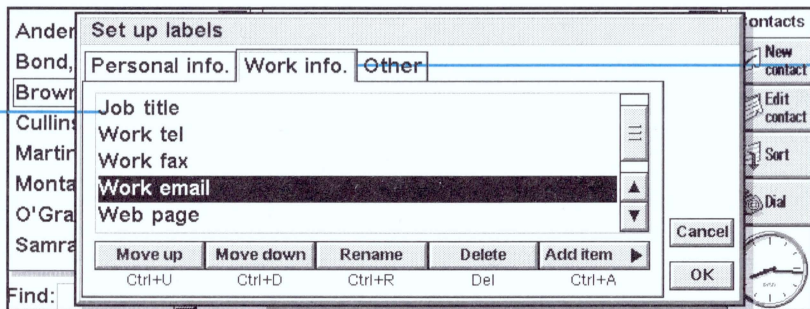 Ander
Bond,
Brown
Cullins
Martin
Monta
O'Gra
Samra
Find:
Set up labels
Personal info. Work info. Other
Job title
Work tel
Work fax
Work email
Web page
Move up Move down Rename Delete Add item
Ctrl+U Ctrl+D Ctrl+R Del Ctrl+A
Cancel
OK
ontacts
New
contact
Edit
contact
Sort
Dial